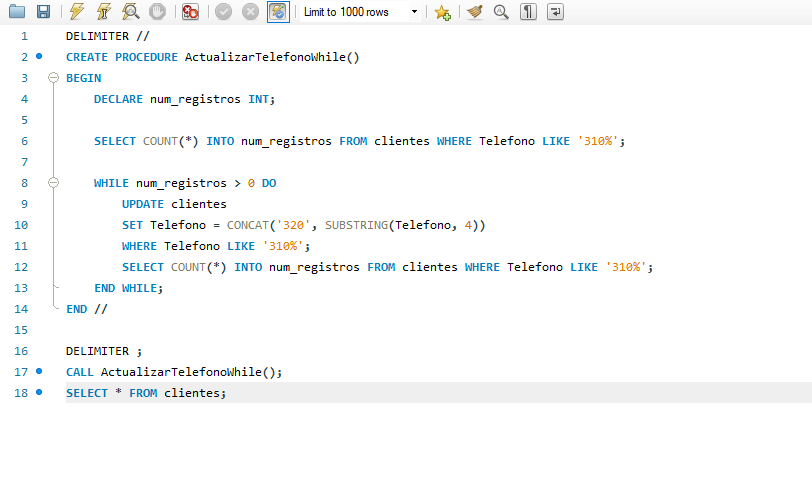 Limit to 1000 rows
1 DELIMITER //
2 CREATE PROCEDURE ActualizarTelefonoWhile()
3 BEGIN
4     DECLARE num_registros INT;
5
6     SELECT COUNT(*) INTO num_registros FROM clientes WHERE Telefono LIKE '310%';
7
8     WHILE num_registros > 0 DO
9         UPDATE clientes
10         SET Telefono = CONCAT('320', SUBSTRING(Telefono, 4))
11         WHERE Telefono LIKE '310%';
12         SELECT COUNT(*) INTO num_registros FROM clientes WHERE Telefono LIKE '310%';
13     END WHILE;
14 END //
15
16 DELIMITER ;
17 CALL ActualizarTelefonoWhile();
18 SELECT * FROM clientes;